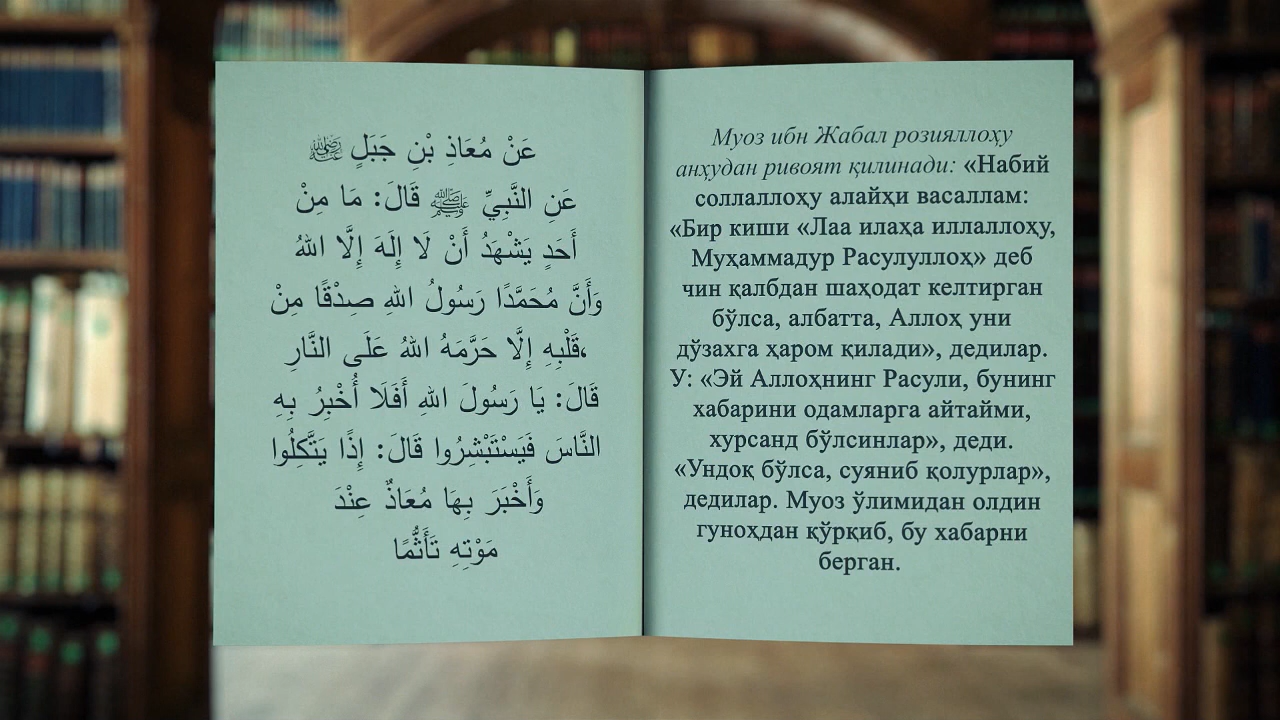 عَنْ مُعَاذِ بْنِ جَبَلٍ ﵁
عَنِ النَّبِيِّ ﷺ قَالَ: مَا مِنْ
أَحَدٍ يَشْهَدُ أَنْ لَا إِلَهَ إِلَّا اللهُ
وَأَنَّ مُحَمَّدًا رَسُولُ اللهِ صِدْقًا مِنْ
قَلْبِهِ إِلَّا حَرَّمَهُ اللهُ عَلَى النَّارِ،
قَالَ: يَا رَسُولَ اللهِ أَفَلَا أُخْبِرُ بِهِ
النَّاسَ فَيَسْتَبْشِرُوا قَالَ: إِذًا يَتَّكِلُوا
وَأَخْبَرَ بِهَا مُعَاذٌ عِنْدَ
مَوْتِهِ تَأَثُّمًا
Муоз ибн Жабал розияллоҳу
анҳудан ривоят қилинади: «Набий
соллаллоҳу алайҳи васаллам:
«Бир киши «Лаа илаҳа иллаллоҳу,
Муҳаммадур Расулуллоҳ» деб
чин қалбдан шаҳодат келтирган
бўлса, албатта, Аллоҳ уни
дўзахга ҳаром қилади», дедилар.
У: «Эй Аллоҳнинг Расули, бунинг
хабарини одамларга айтайми,
хурсанд бўлсинлар», деди.
«Ундоқ бўлса, суяниб қолурлар»,
дедилар. Муоз ўлимидан олдин
гуноҳдан қўрқиб, бу хабарни
берган.